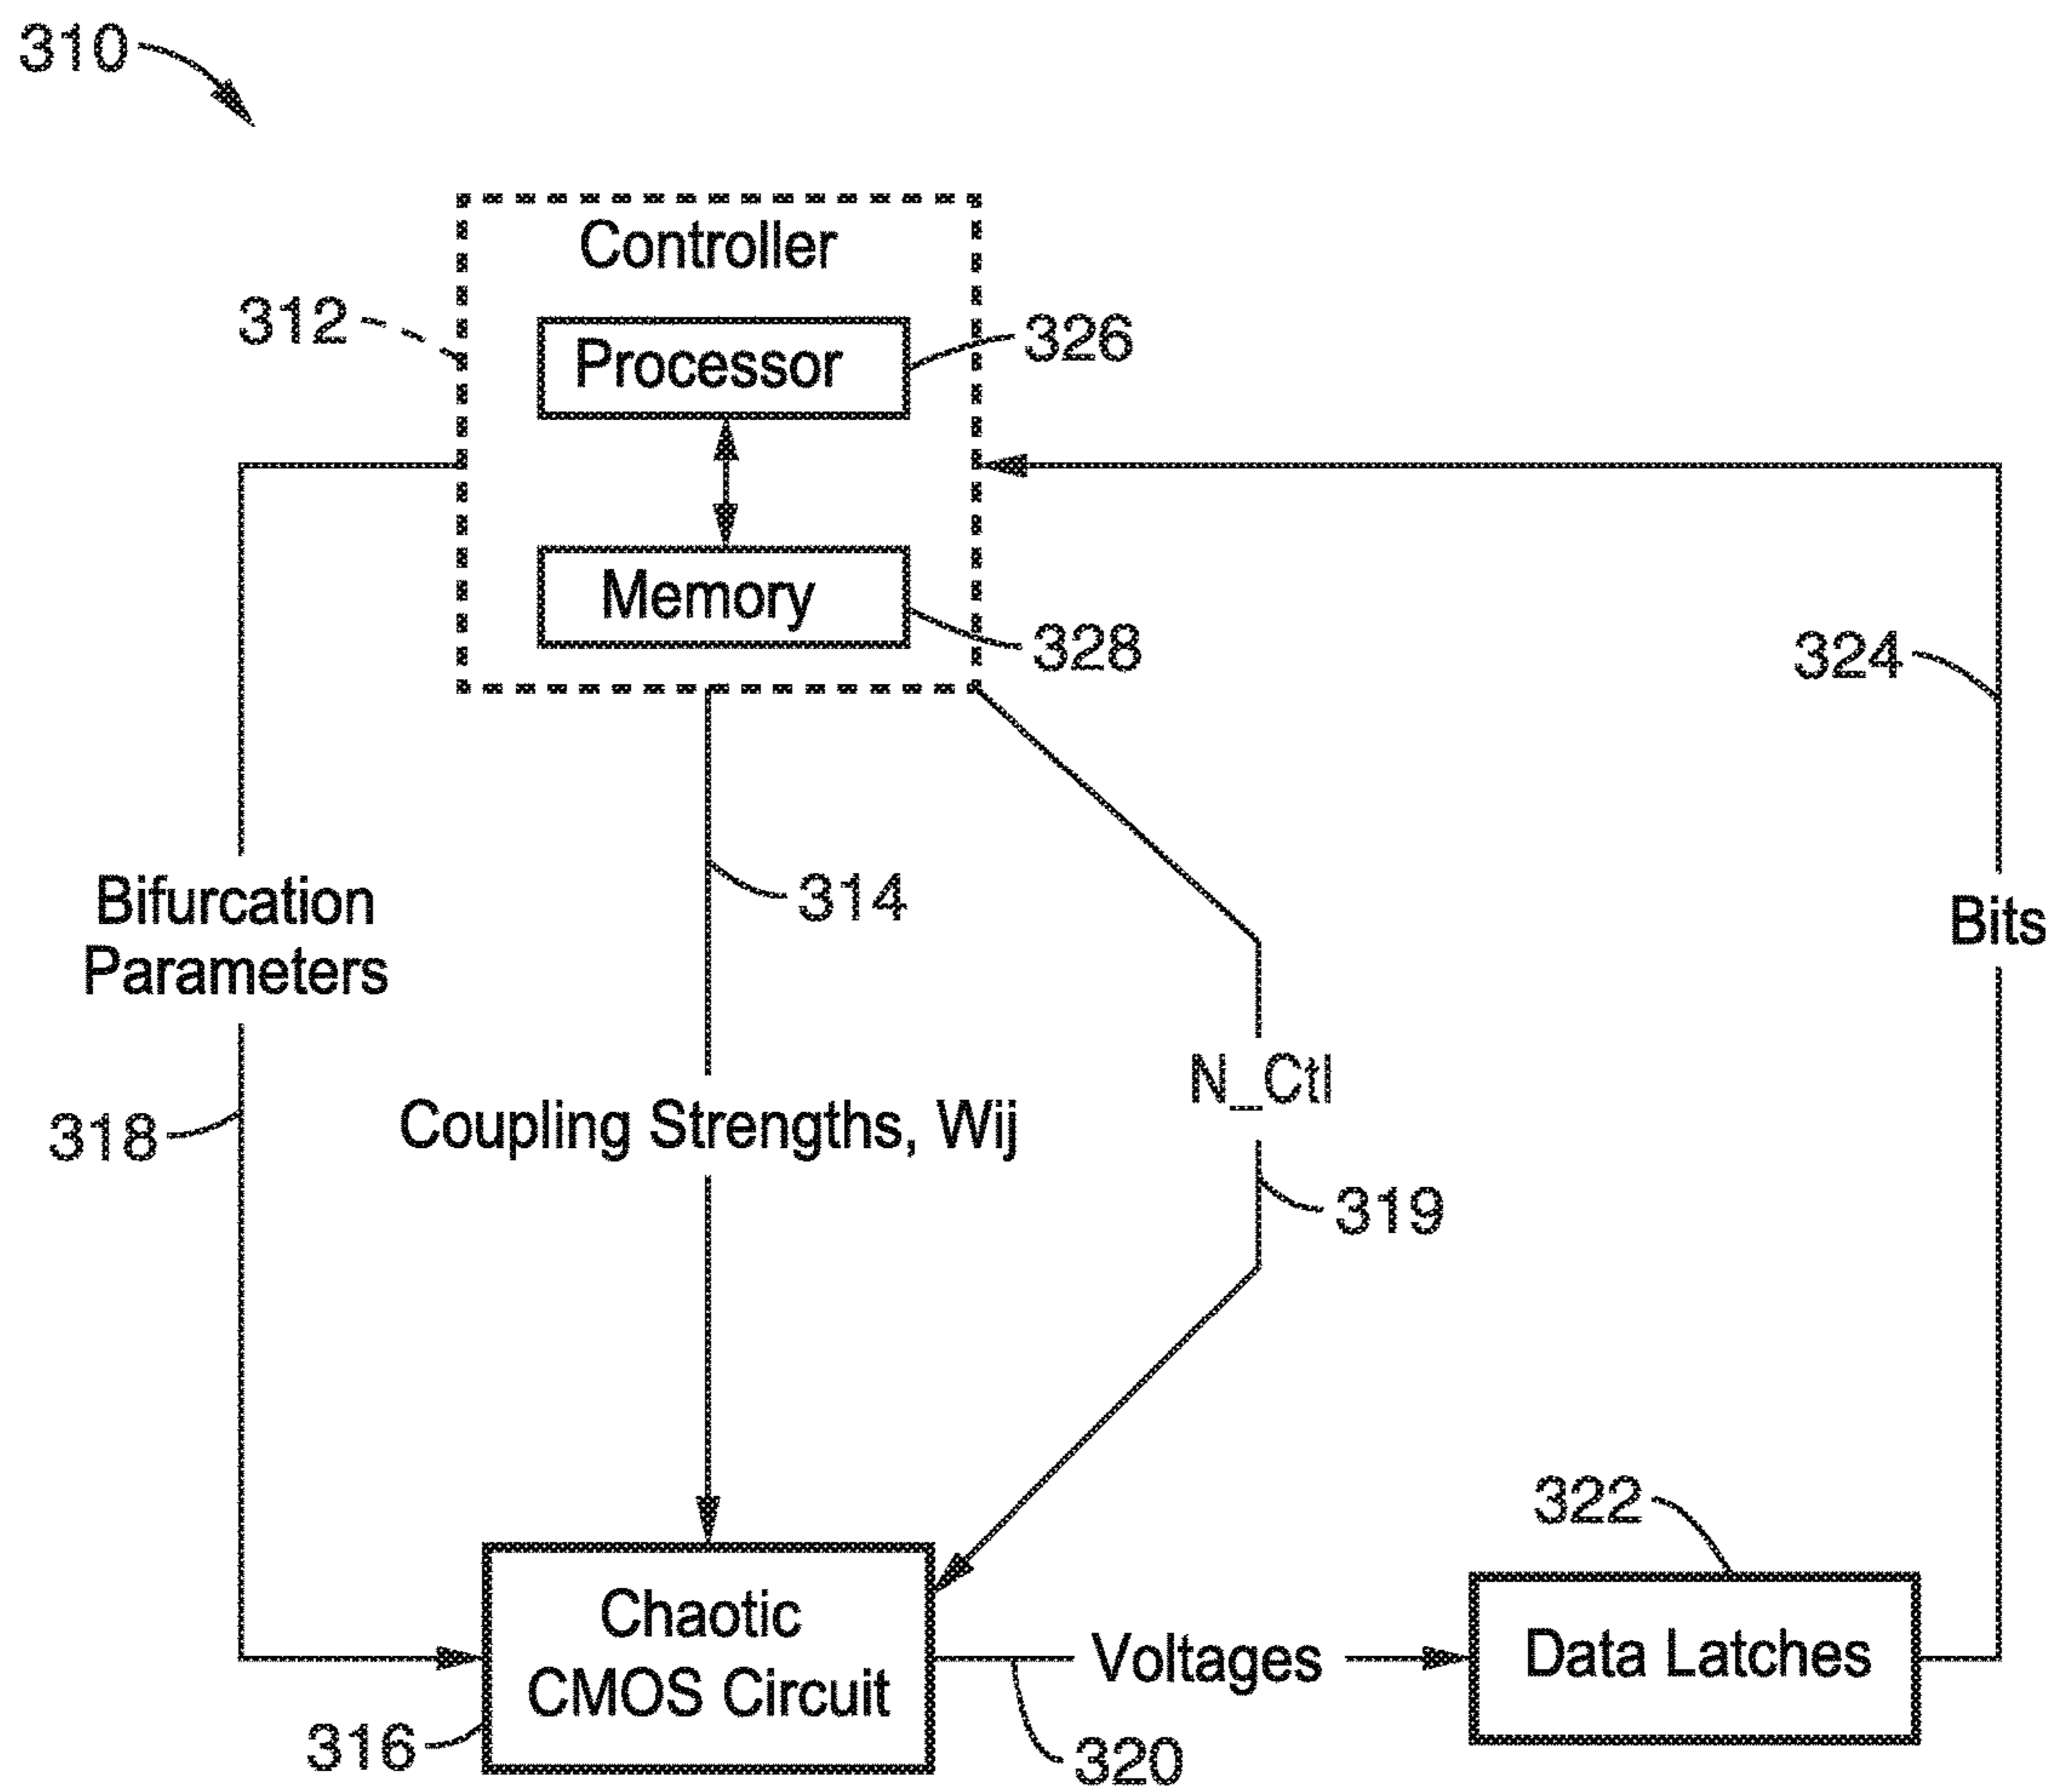 310
Controller
312
Processor
326
Memory
328
324
Bifurcation
Parameters
314
Bits
N_Ctl
318
Coupling Strengths, Wij
319
322
Chaotic
CMOS Circuit
Voltages
Data Latches
316
320